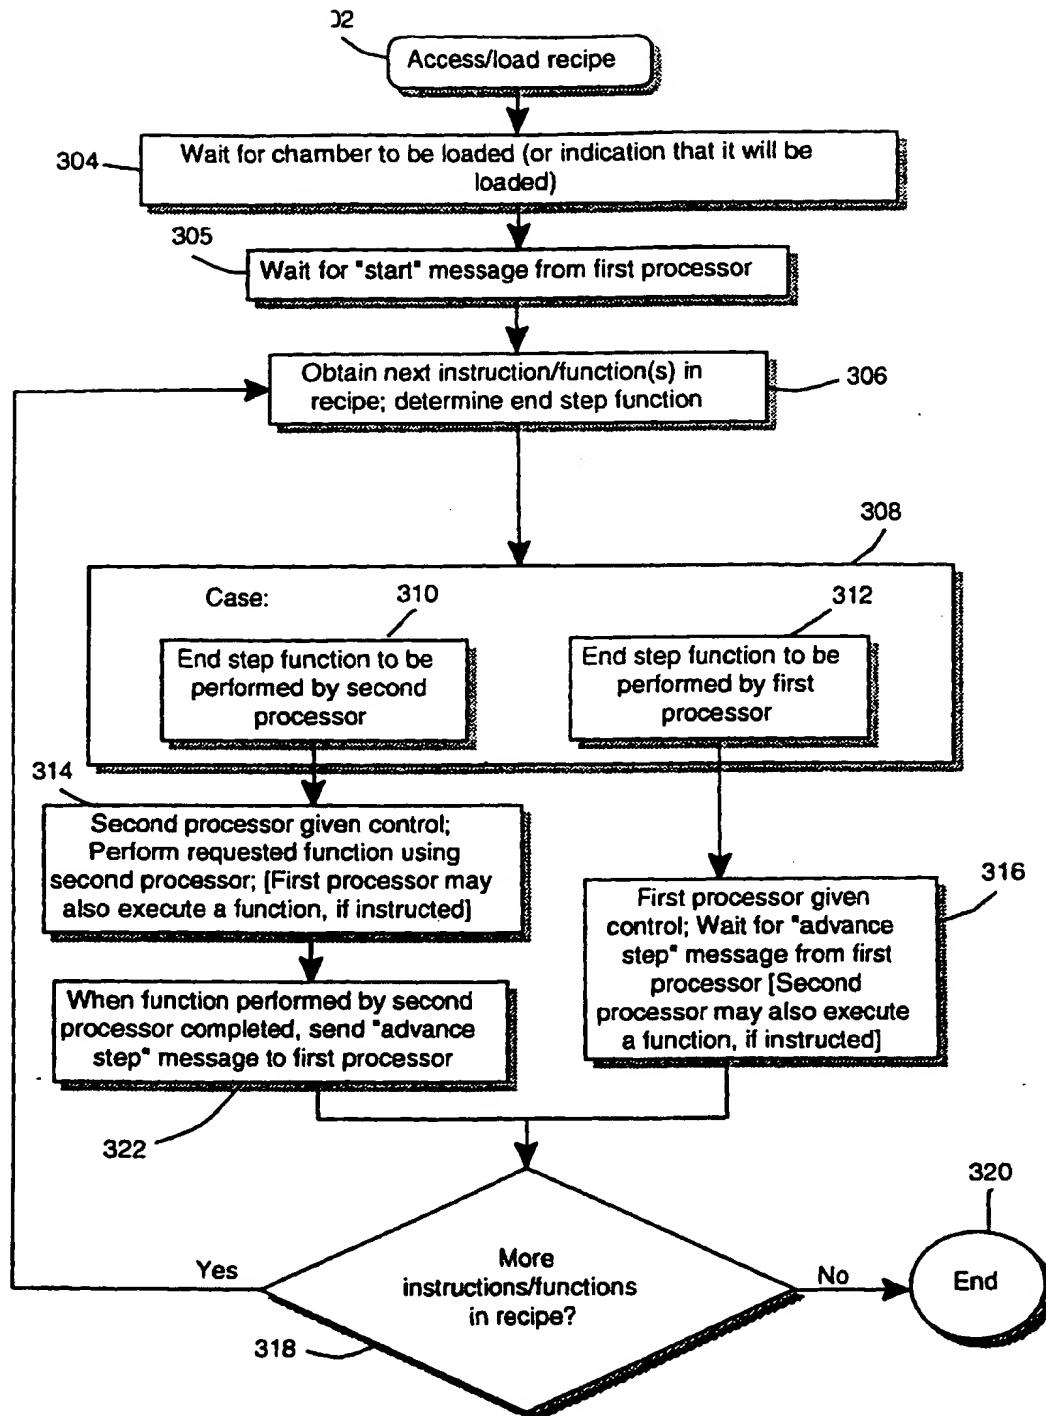 02
Access/load recipe
304
Wait for chamber to be loaded (or indication that it will be
loaded)
305
Wait for "start" message from first processor
Obtain next instruction/function(s) in
recipe; determine end step function
306
308
Case:
310
312
End step function to be
performed by second
processor
End step function to be
performed by first
processor
314
Second processor given control;
Perform requested function using
second processor; [First processor may
also execute a function, if instructed]
316
First processor given
control; Wait for "advance
step" message from first
processor [Second
processor may also execute
a function, if instructed]
When function performed by second
processor completed, send "advance
step" message to first processor
322
320
Yes
More
instructions/functions
in recipe?
No
End
318